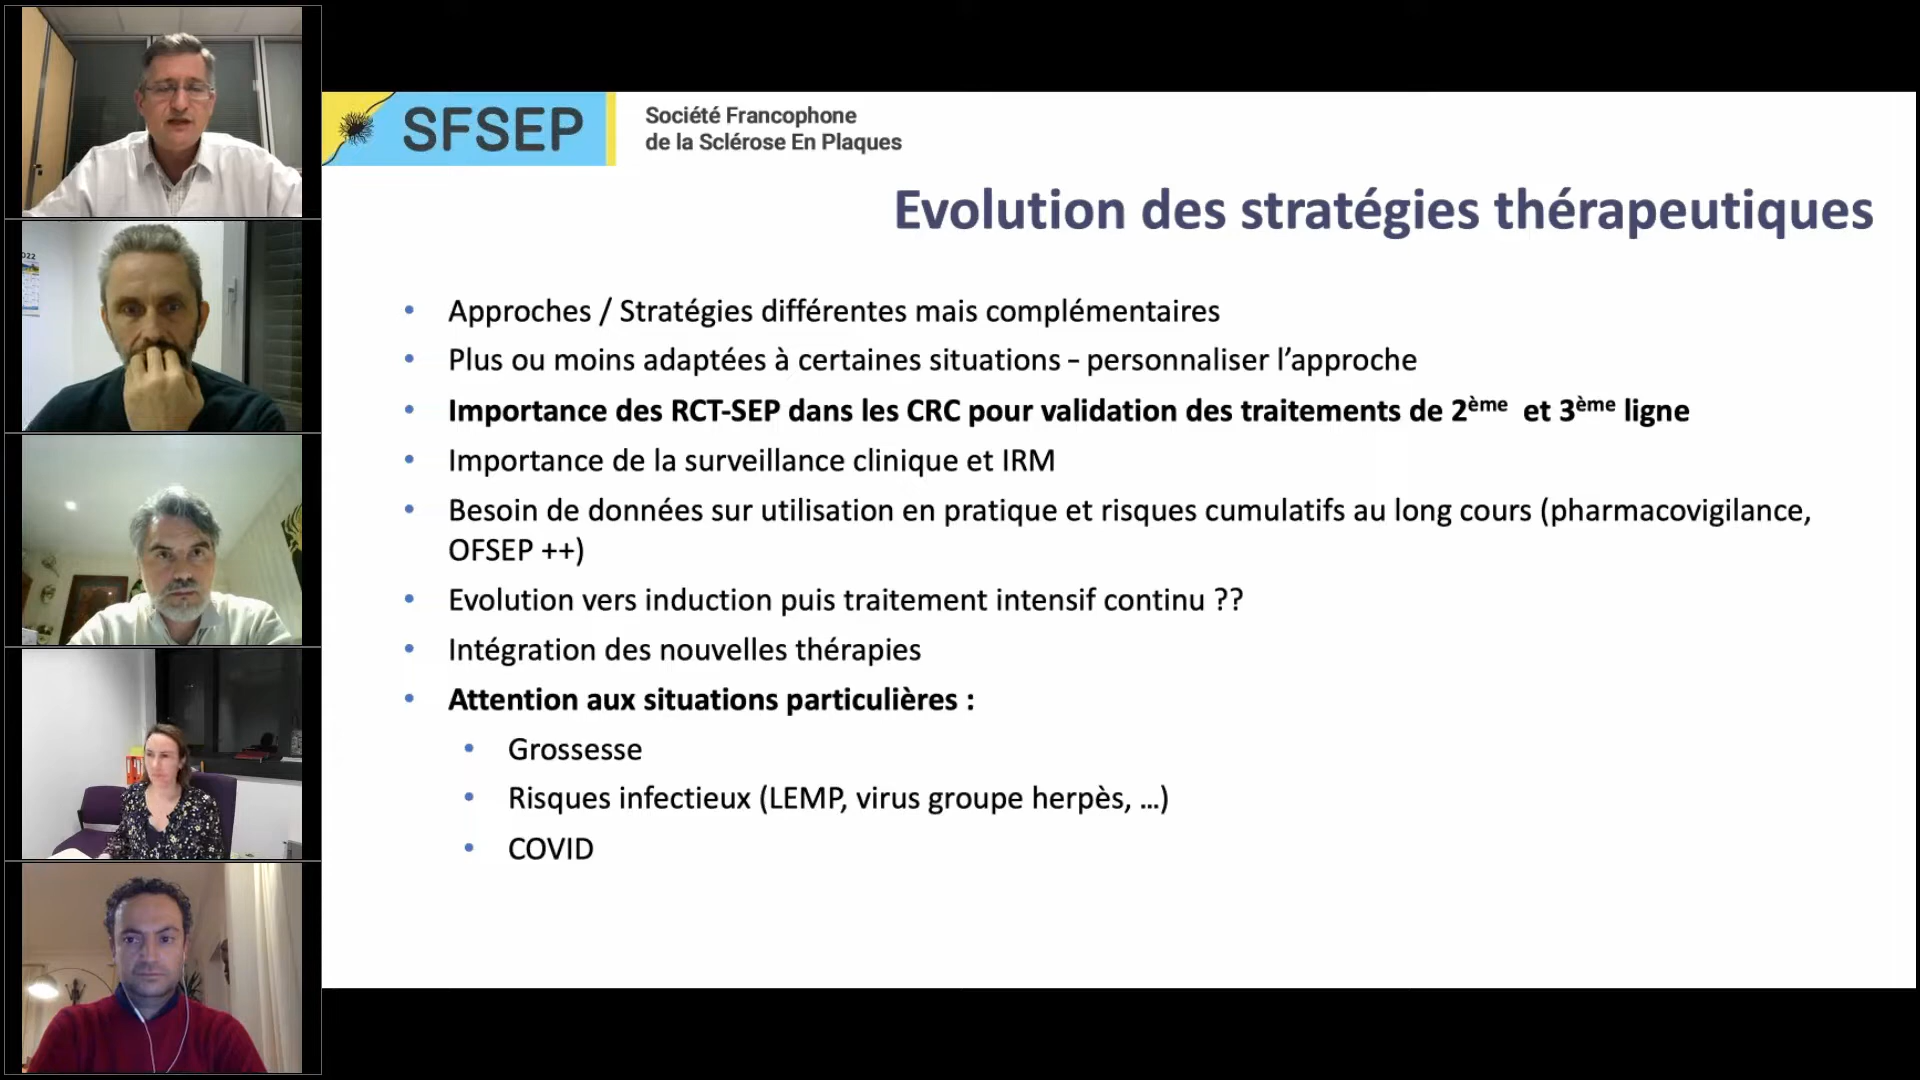 SFSEP
Société Francophone
de la Sclérose En Plaques
Evolution des stratégies thérapeutiques
• Approches / Stratégies différentes mais complémentaires
• Plus ou moins adaptées à certaines situations – personnaliser l’approche
• Importance des RCT-SEP dans les CRC pour validation des traitements de 2ème et 3ème ligne
• Importance de la surveillance clinique et IRM
• Besoin de données sur utilisation en pratique et risques cumulatifs au long cours (pharmacovigilance,
OFSEP ++)
• Evolution vers induction puis traitement intensif continu ??
• Intégration des nouvelles thérapies
• Attention aux situations particulières :
• Grossesse
• Risques infectieux (LEMP, virus groupe herpès, …)
• COVID